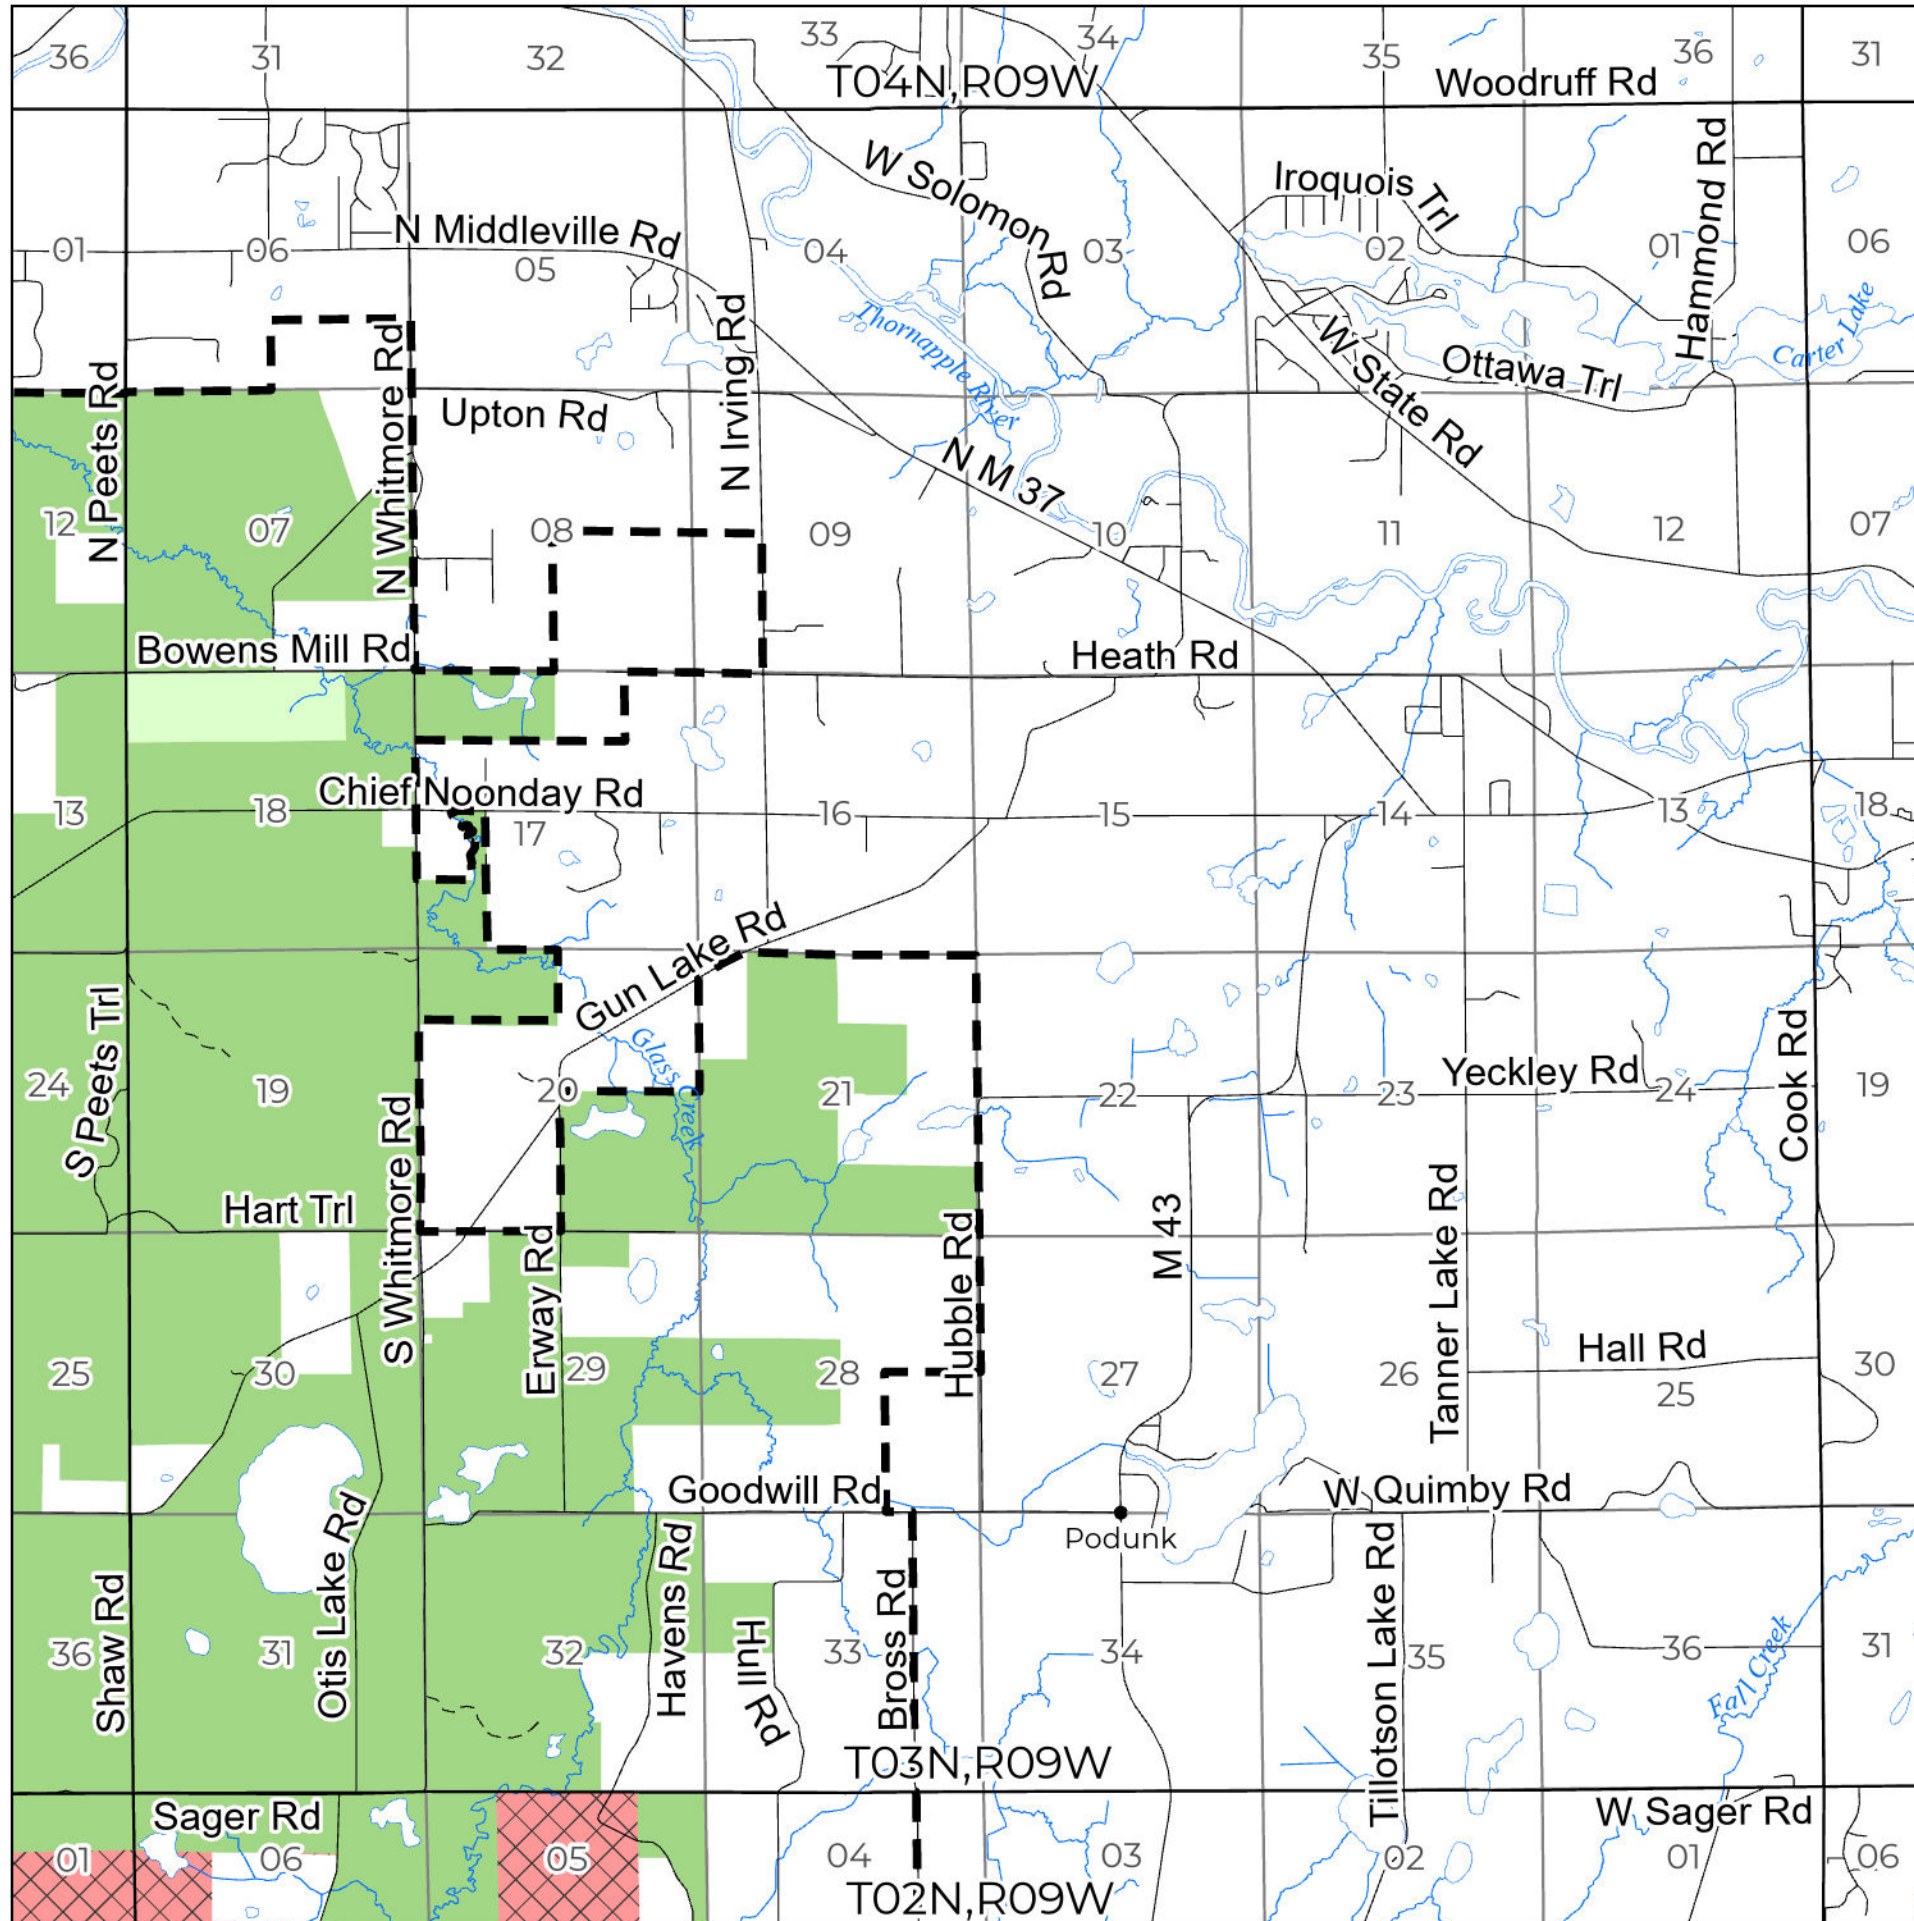 36
31
32
33
34
35
36
31
T04N,R09W
Woodruff Rd
W Solomon Rd
Iroquois Trl
Hammond Rd
N Middleville Rd
01
06
05
04
03
02
01
06
Thornapple River
Carter Lake
N Peets Rd
N Whitmore Rd
N Irving Rd
W State Rd
Ottawa Trl
Upton Rd
N M 37
12
07
08
09
10
11
12
07
Bowens Mill Rd
Heath Rd
Chief Noonday Rd
13
18
17
16
15
14
13
18
Gun Lake Rd
S Peets Trl
Glass Creek
Cook Rd
24
19
20
21
22
23
Yeckley Rd
24
19
S Whitmore Rd
Hart Trl
Erway Rd
Hubble Rd
M 43
Tanner Lake Rd
Hall Rd
25
30
29
28
27
26
25
30
Goodwill Rd
W Quimby Rd
Podunk
Otis Lake Rd
Shaw Rd
Havens Rd
Hull Rd
Bross Rd
Tillotson Lake Rd
Fall Creek
36
31
32
33
34
35
36
31
T03N,R09W
Sager Rd
W Sager Rd
01
06
05
04
03
02
01
06
T02N,R09W